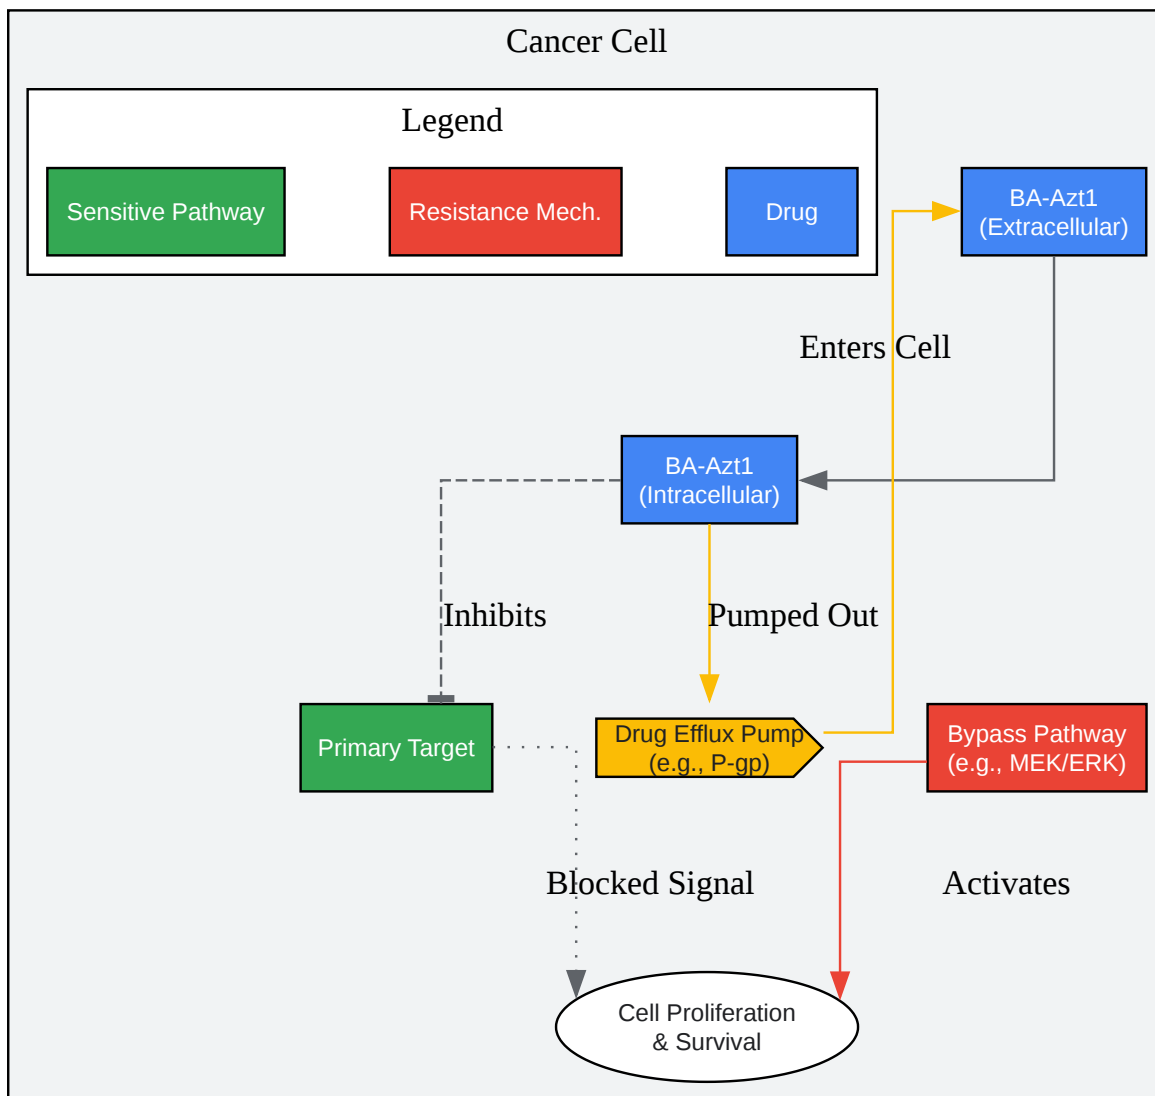 Cancer Cell
Legend
Sensitive Pathway
Resistance Mech.
Drug
BA-Azt1
(Extracellular)
Enters Cell
BA-Azt1
(Intracellular)
Inhibits
Pumped Out
Primary Target
Drug Efflux Pump
(e.g., P-gp)
Bypass Pathway
(e.g., MEK/ERK)
Blocked Signal
Activates
Cell Proliferation
& Survival